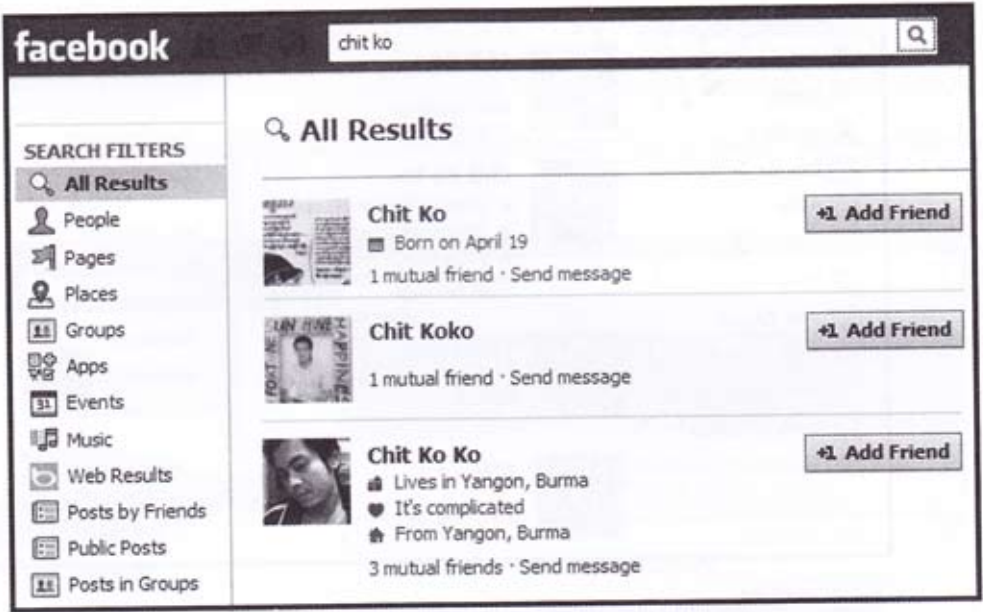 facebook
chit ko
SEARCH FILTERS
All Results
People
Pages
Places
Groups
Apps
31 Events
Music
Web Results
Posts by Friends
Public Posts
Posts in Groups
All Results
Chit Ko
+1 Add Friend
Born on April 19
1 mutual friend · Send message
Chit Koko
+1 Add Friend
1 mutual friend · Send message
Chit Ko Ko
+1 Add Friend
Lives in Yangon, Burma
It's complicated
From Yangon, Burma
3 mutual friends · Send message